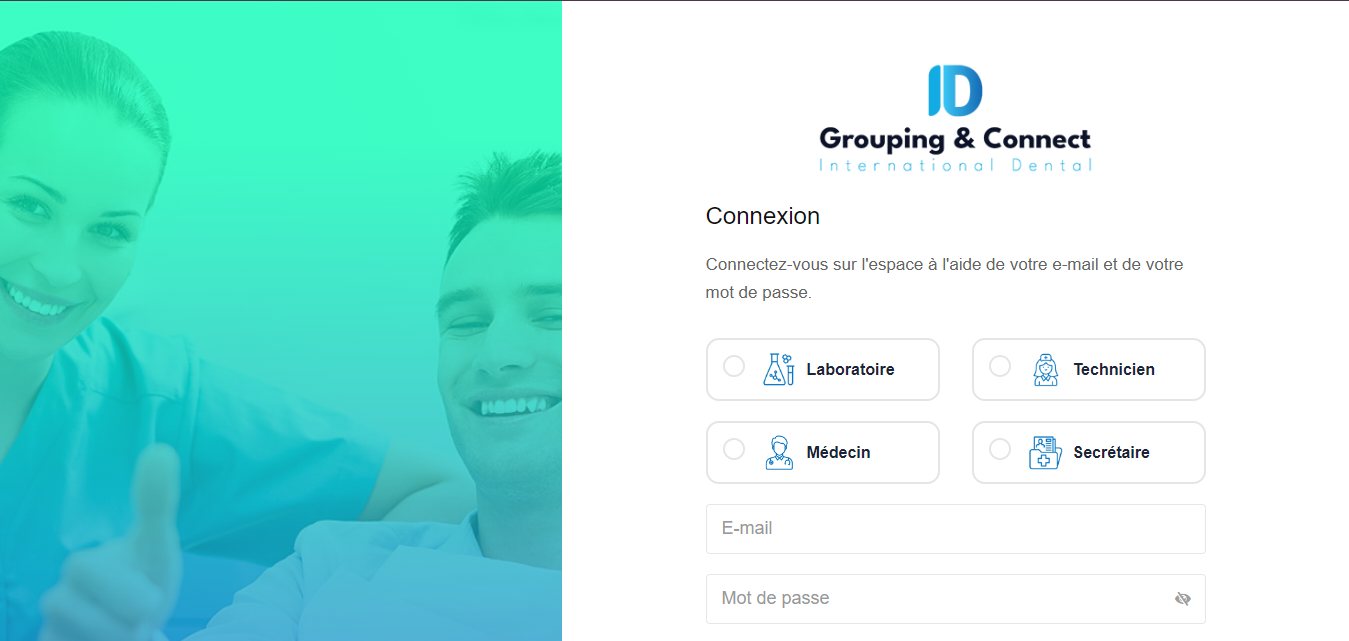 ID
Grouping & Connect
International Dental
Connexion
Connectez-vous sur l'espace à l'aide de votre e-mail et de votre
mot de passe.
Laboratoire
Technicien
Médecin
Secrétaire
E-mail
Mot de passe